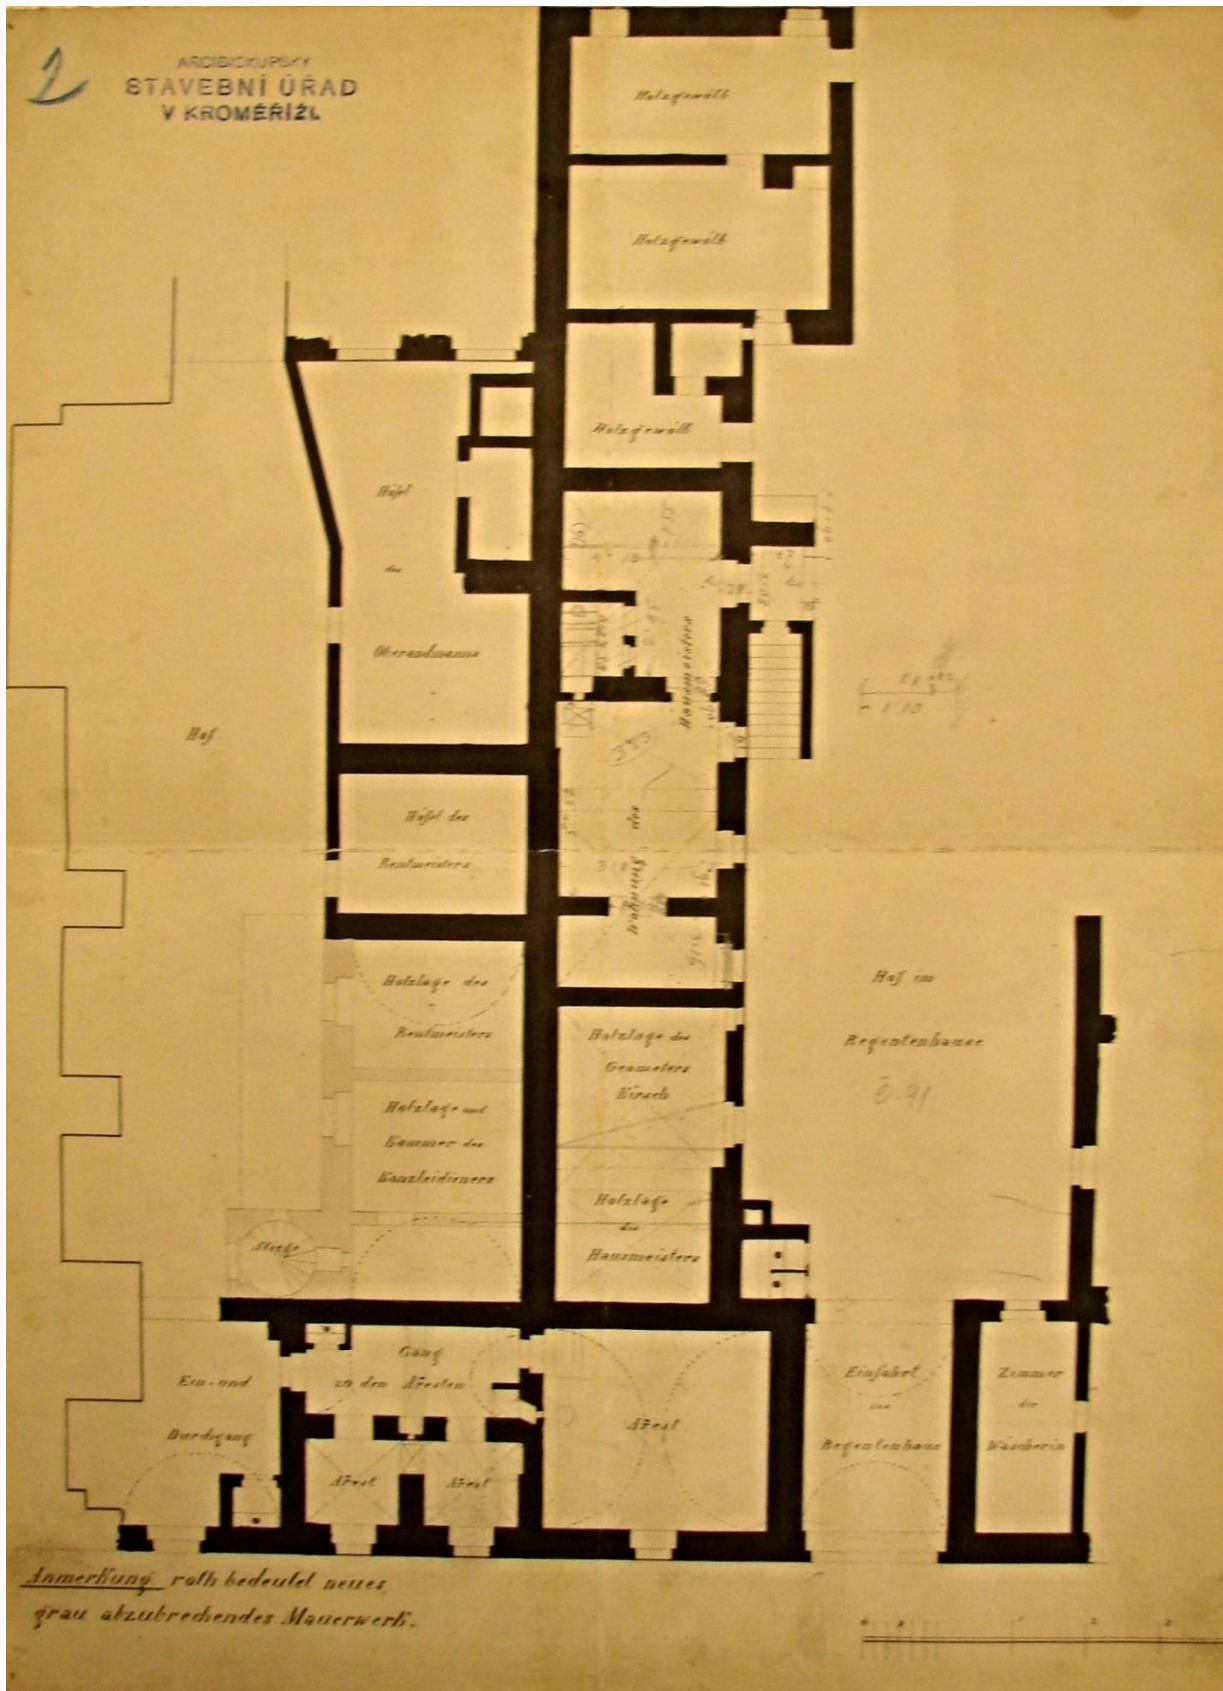 2
ARCIBISKUPSKÝ
STAVEBNÍ ÚŘAD
V KROMĚŘÍŽI.
Holzgewölb
Holzgewölb
Holzgewölb
Höfel
des
Oberamtmanns
Hof
Höfel des
Rentmeisters
Wohnung des Hausmeisters
Holzlage des
Rentmeisters
Holzlage des
Geometers
Kirsch
Hof im
Regentenhause
Holzlage und
Kammer des
Kanzleidieners
Holzlage
des
Hausmeisters
Stiege
Gang
zu den Aresten
Ein- und
Durchgang
Arest
Arest
Arest
Einfahrt
Regentenhaus
Zimmer
der
Wäscherin
Anmerkung roth bedeutet neues
grau abzubrechendes Mauerwerk.